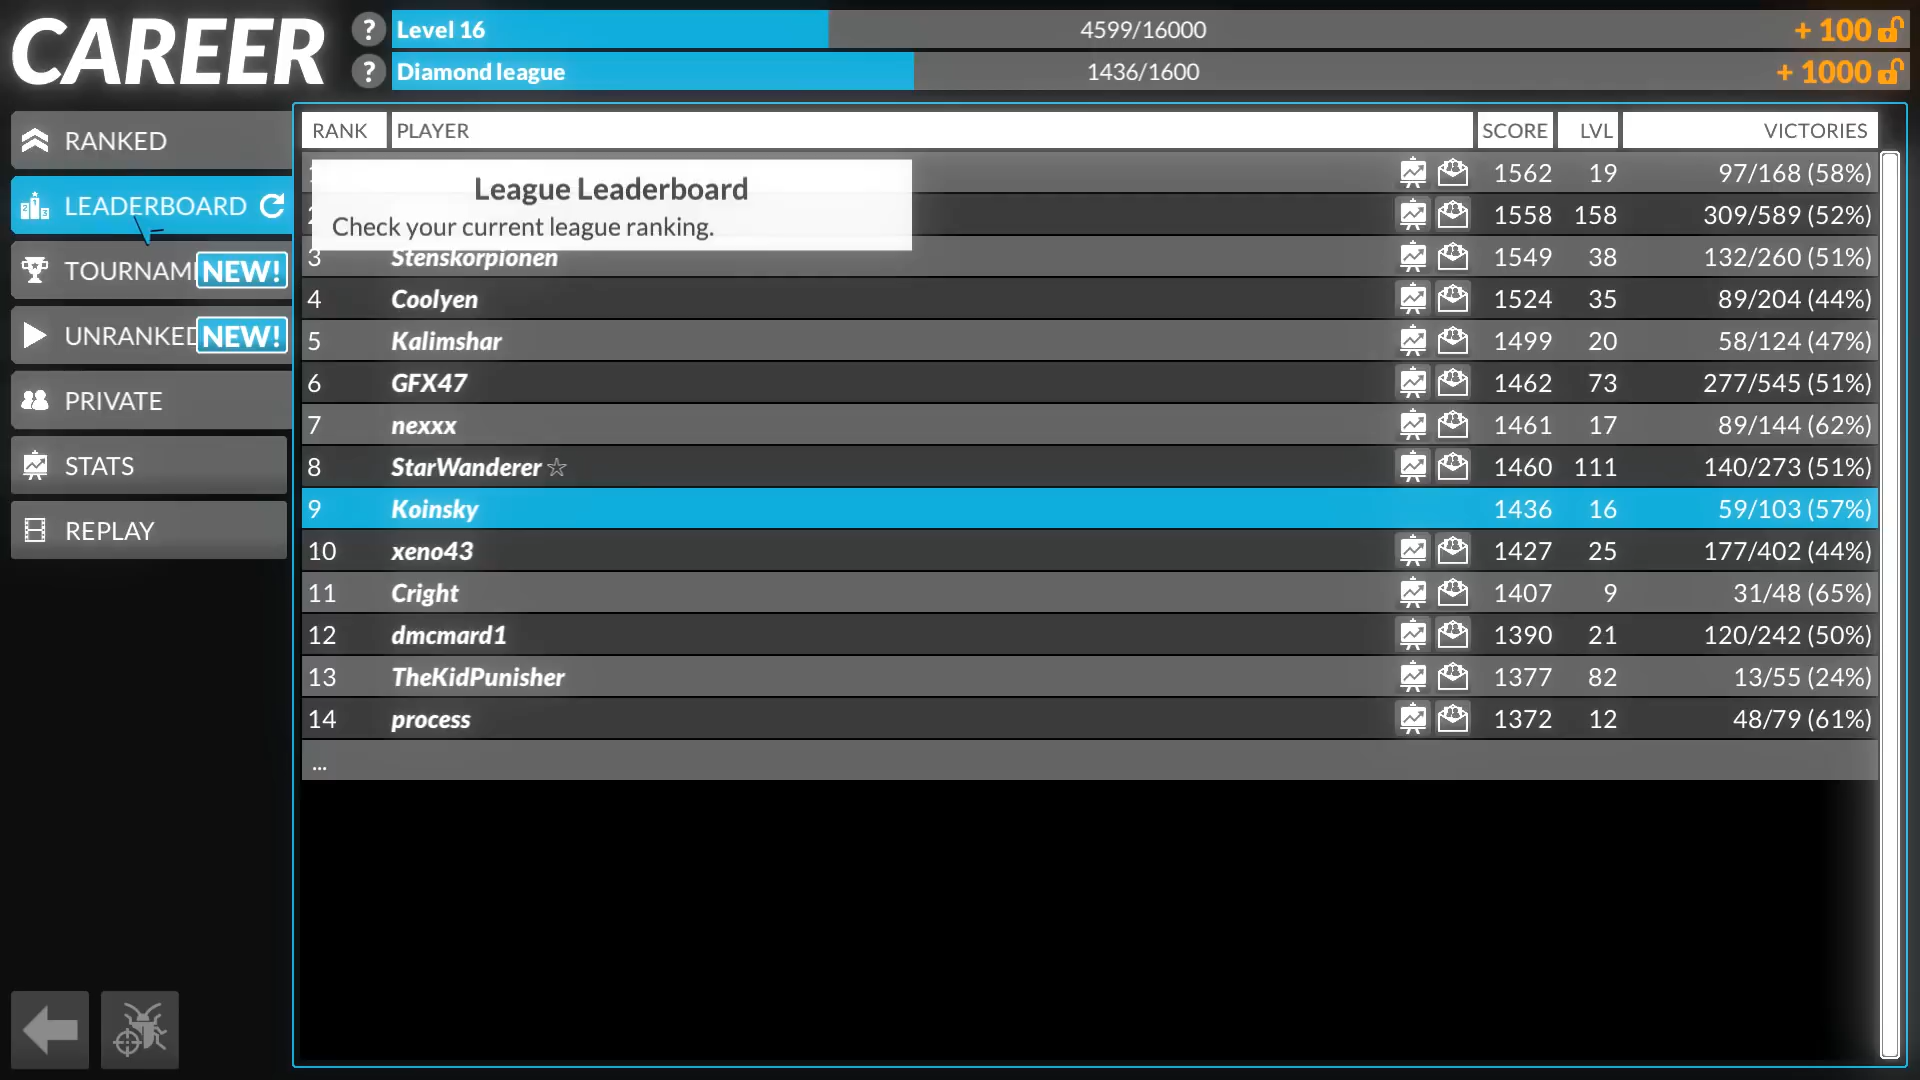 CAREER
? Level 16 4599/16000 + 100
? Diamond league 1436/1600 + 1000
RANKED
LEADERBOARD
TOURNAM NEW!
UNRANKED NEW!
PRIVATE
STATS
REPLAY
RANK PLAYER SCORE LVL VICTORIES
League Leaderboard
Check your current league ranking.
1562 19 97/168 (58%)
1558 158 309/589 (52%)
3 Stenskorpionen 1549 38 132/260 (51%)
4 Coolyen 1524 35 89/204 (44%)
5 Kalimshar 1499 20 58/124 (47%)
6 GFX47 1462 73 277/545 (51%)
7 nexxx 1461 17 89/144 (62%)
8 StarWanderer ☆ 1460 111 140/273 (51%)
9 Koinsky 1436 16 59/103 (57%)
10 xeno43 1427 25 177/402 (44%)
11 Cright 1407 9 31/48 (65%)
12 dmcmard1 1390 21 120/242 (50%)
13 TheKidPunisher 1377 82 13/55 (24%)
14 process 1372 12 48/79 (61%)
...